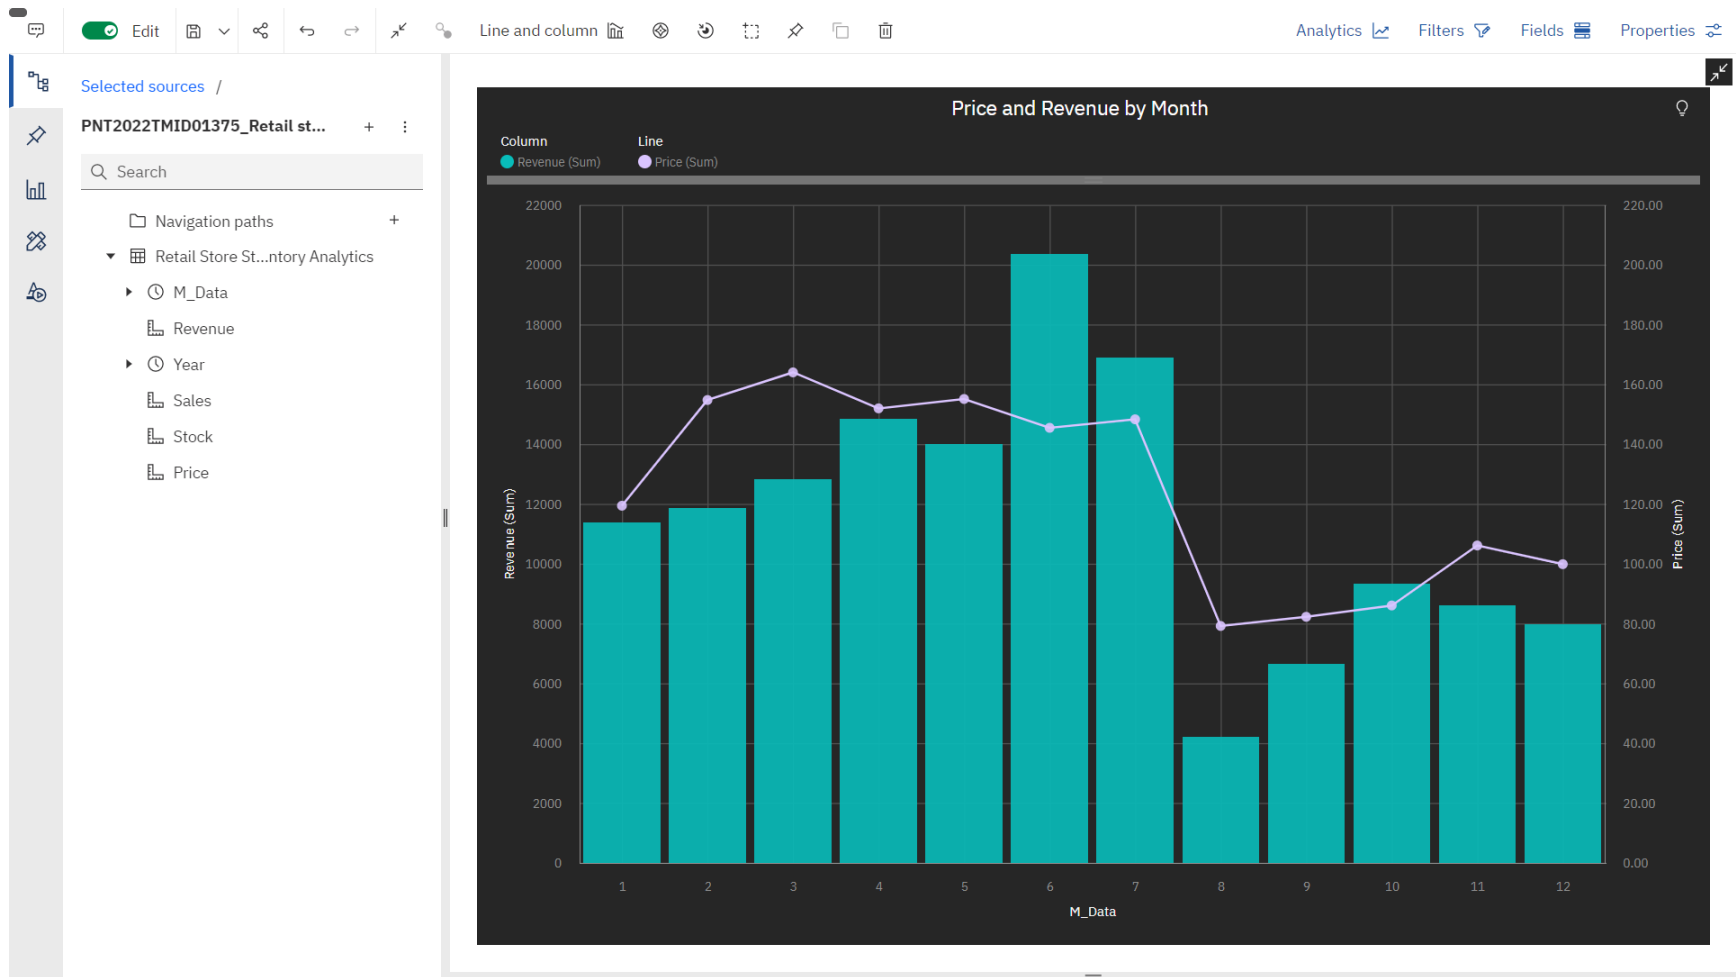 Edit Line and column Analytics Filters Fields Properties
Selected sources /
PNT2022TMID01375_Retail st...
Search
Navigation paths
Retail Store St...ntory Analytics
M_Data
Revenue
Year
Sales
Stock
Price
Price and Revenue by Month
Column Line
Revenue (Sum) Price (Sum)
22000 220.00
20000 200.00
18000 180.00
16000 160.00
14000 140.00
12000 120.00
10000 100.00
8000 80.00
6000 60.00
4000 40.00
2000 20.00
0 0.00
Revenue (Sum)
Price (Sum)
1 2 3 4 5 6 7 8 9 10 11 12
M_Data